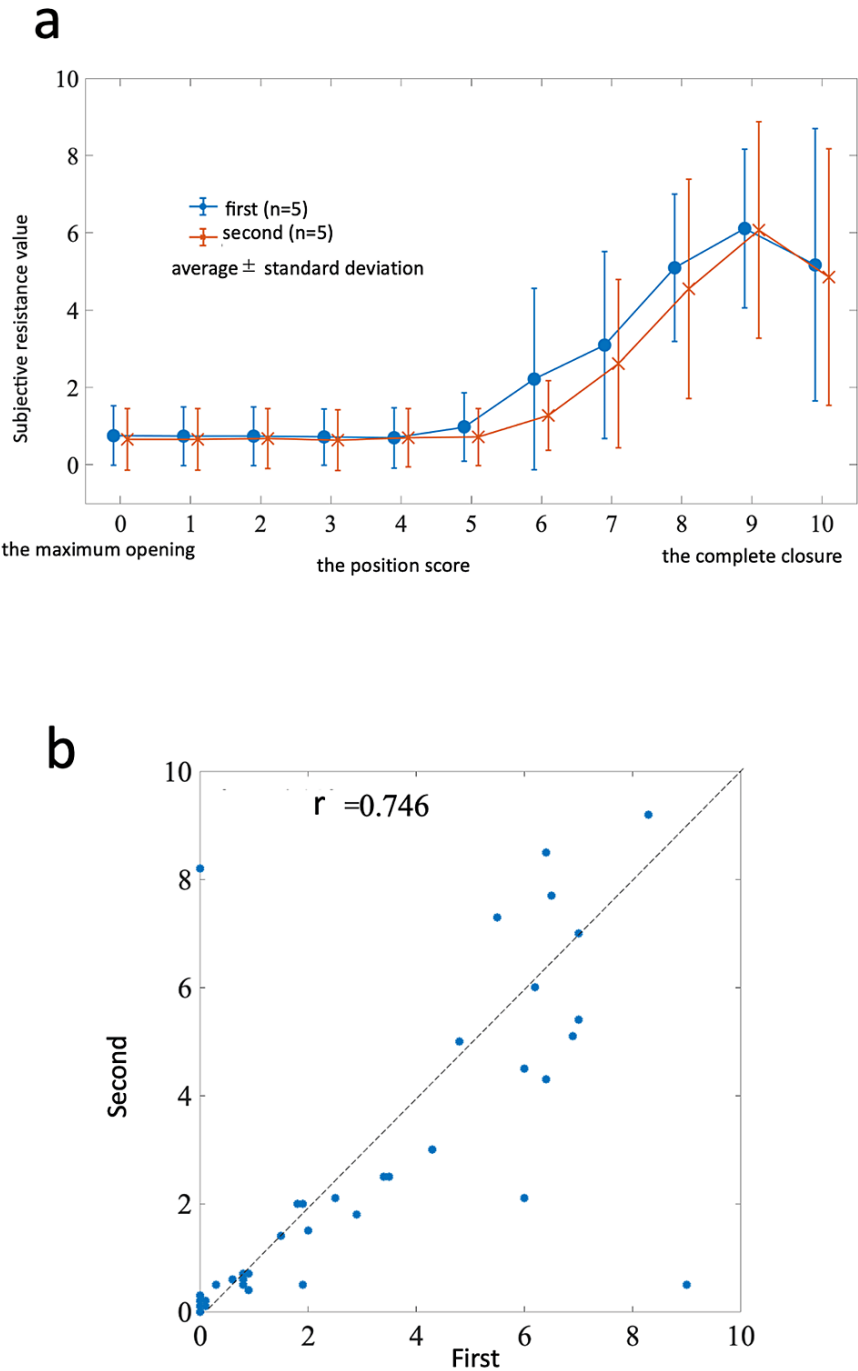 a
10
8
6
4
2
0
Subjective resistance value
first (n=5)
second (n=5)
average ± standard deviation
0 1 2 3 4 5 6 7 8 9 10
the maximum opening
the position score
the complete closure
b
r =0.746
10
8
6
4
2
0
Second
0 2 4 6 8 10
First